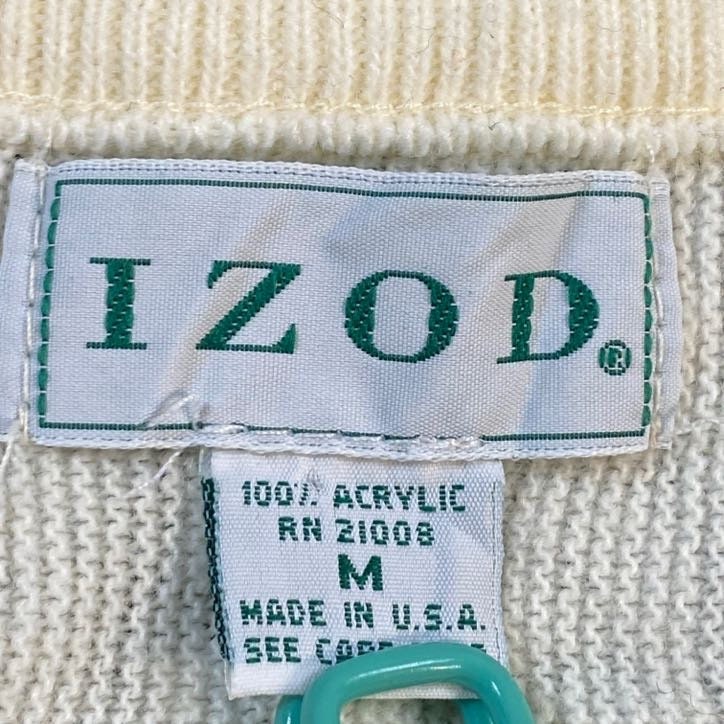 IZOD®
100% ACRYLIC
RN 21008
M
MADE IN U.S.A.
SEE